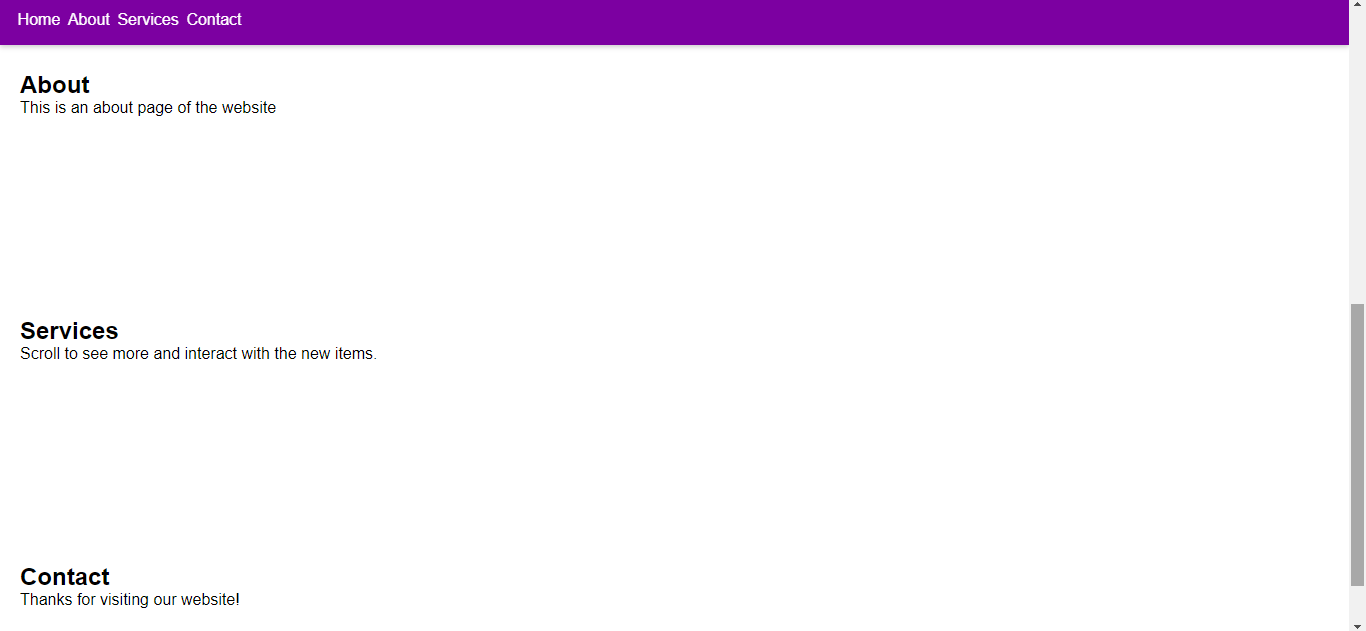 Home About Services Contact
About
This is an about page of the website
Services
Scroll to see more and interact with the new items.
Contact
Thanks for visiting our website!